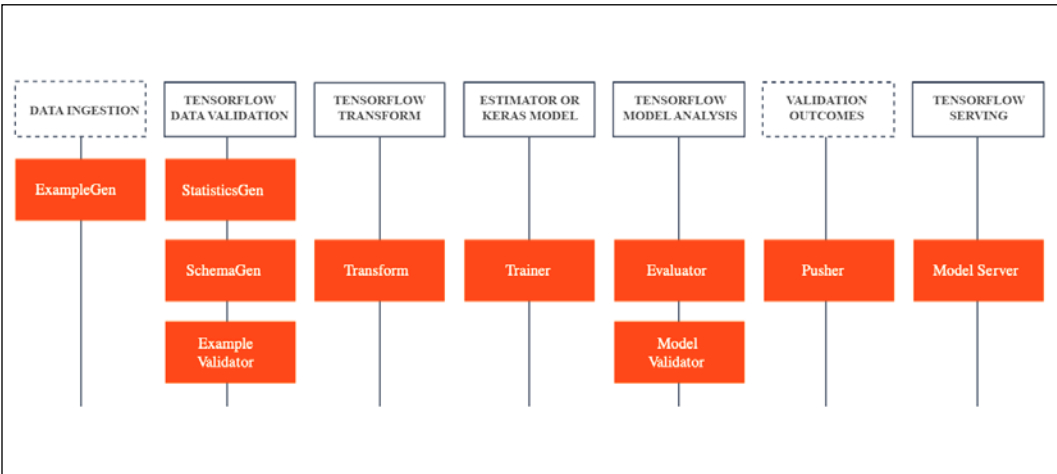 DATA INGESTION
TENSORFLOW
DATA VALIDATION
TENSORFLOW
TRANSFORM
ESTIMATOR OR
KERAS MODEL
TENSORFLOW
MODEL ANALYSIS
VALIDATION
OUTCOMES
TENSORFLOW
SERVING
ExampleGen
StatisticsGen
SchemaGen
Transform
Trainer
Evaluator
Pusher
Model Server
Example
Validator
Model
Validator